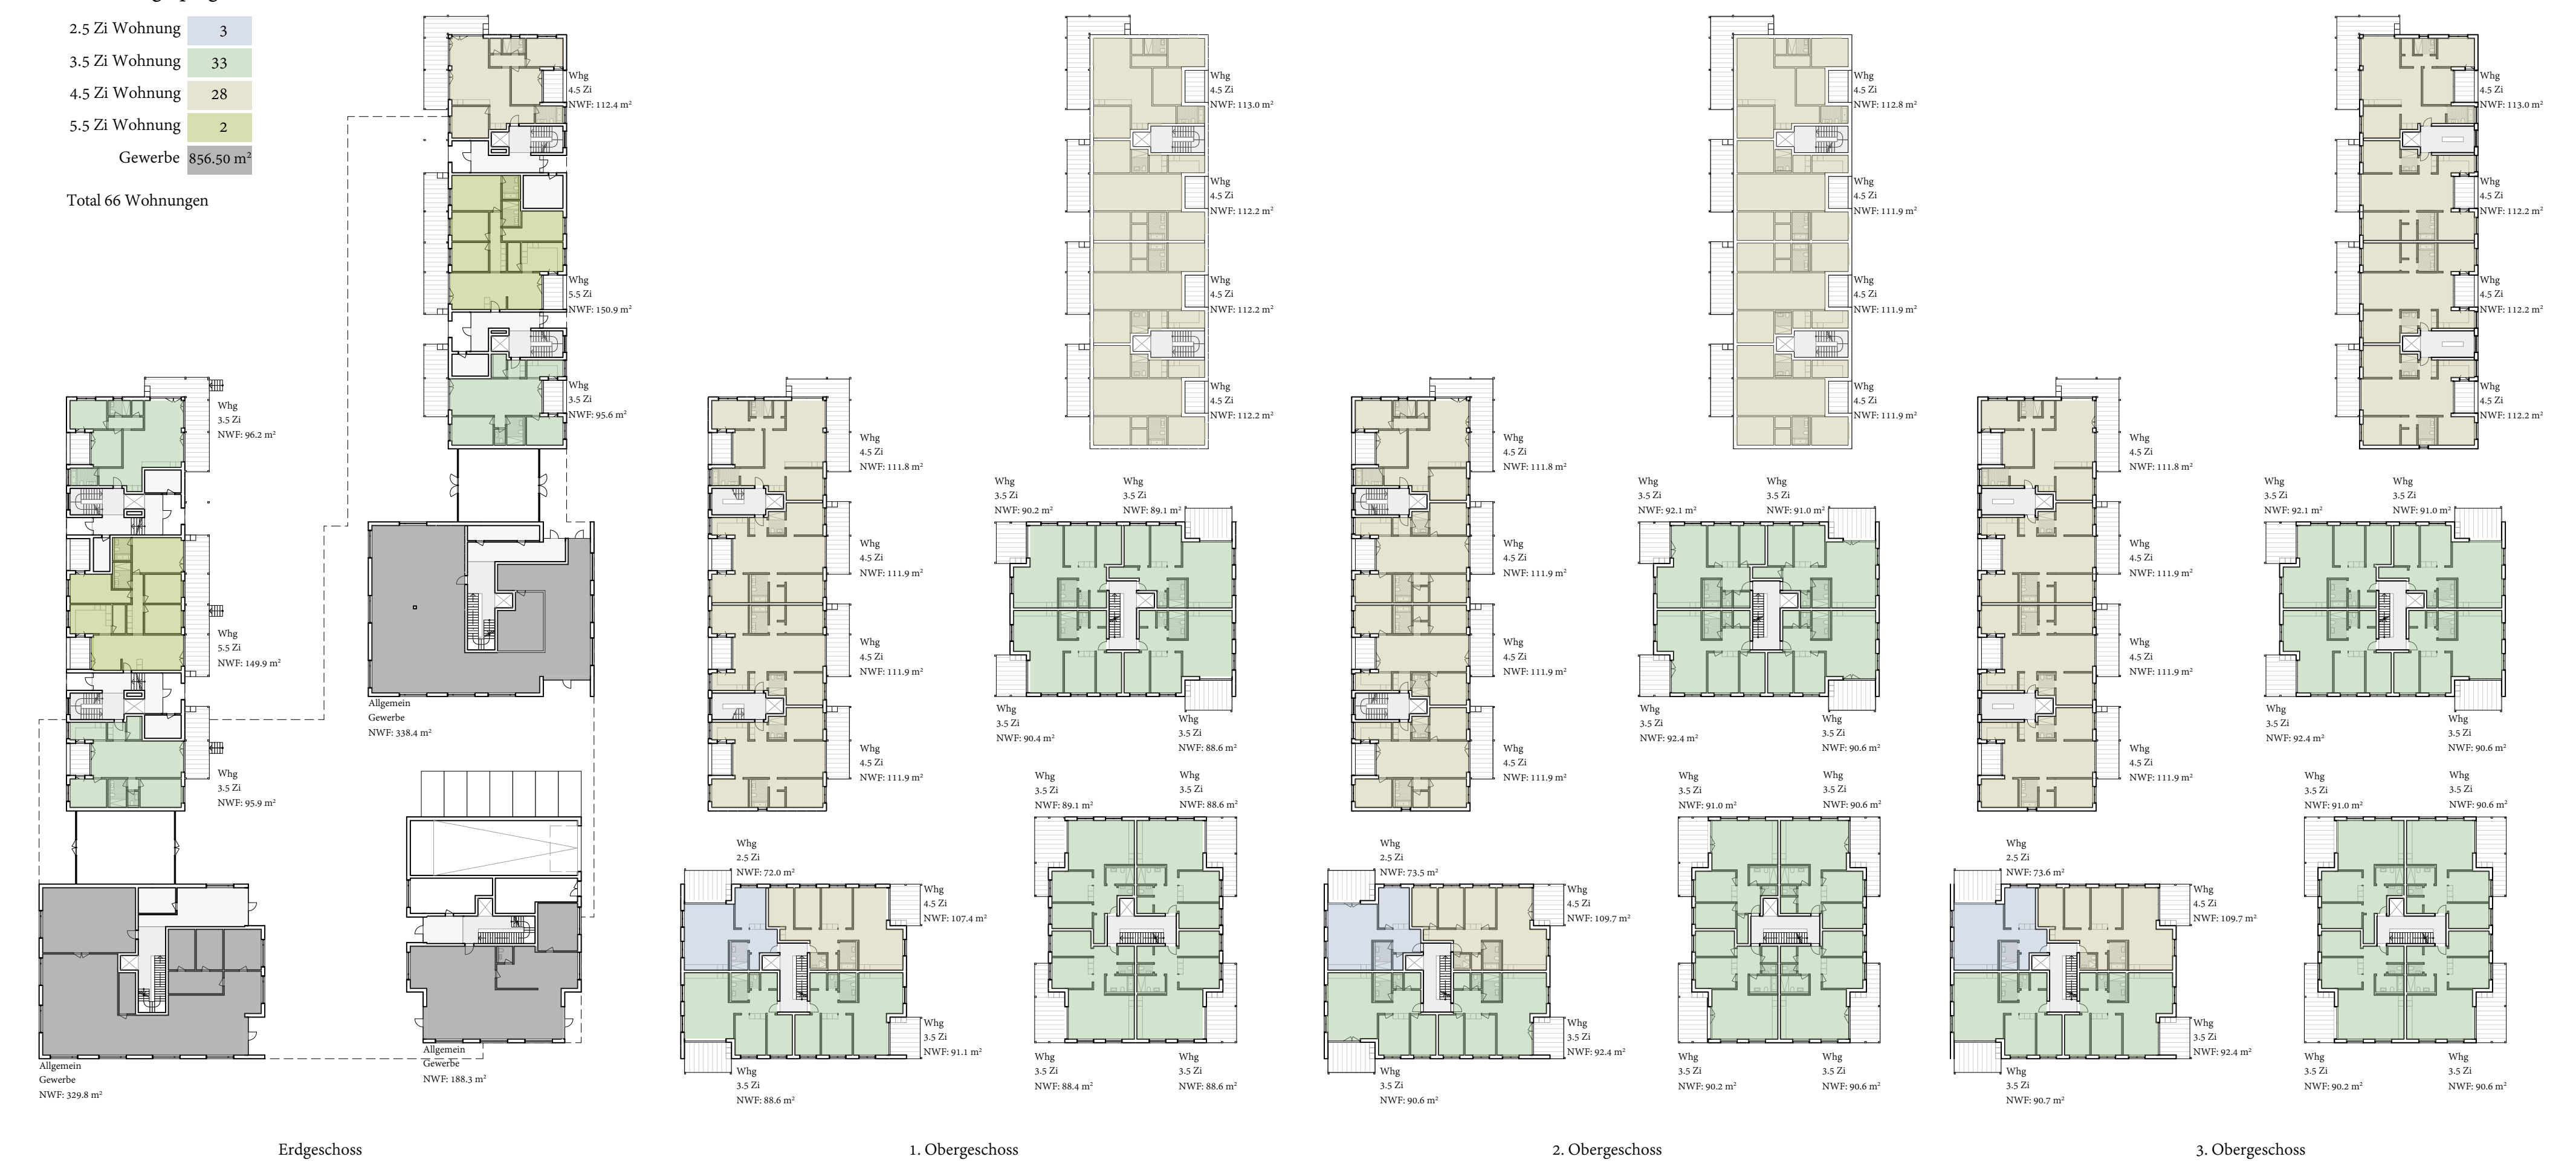 2.5 Zi Wohnung 3
3.5 Zi Wohnung 33
4.5 Zi Wohnung 28
5.5 Zi Wohnung 2
Gewerbe 856.50 m²
Total 66 Wohnungen
Whg
4.5 Zi
NWF: 112.4 m²
Whg
5.5 Zi
NWF: 150.9 m²
Whg
3.5 Zi
NWF: 95.6 m²
Whg
3.5 Zi
NWF: 96.2 m²
Whg
5.5 Zi
NWF: 149.9 m²
Whg
3.5 Zi
NWF: 95.9 m²
Allgemein
Gewerbe
NWF: 338.4 m²
Allgemein
Gewerbe
NWF: 329.8 m²
Allgemein
Gewerbe
NWF: 188.3 m²
Erdgeschoss
Whg
4.5 Zi
NWF: 113.0 m²
Whg
4.5 Zi
NWF: 112.2 m²
Whg
4.5 Zi
NWF: 112.2 m²
Whg
4.5 Zi
NWF: 112.2 m²
Whg
4.5 Zi
NWF: 111.8 m²
Whg
4.5 Zi
NWF: 111.9 m²
Whg
4.5 Zi
NWF: 111.9 m²
Whg
4.5 Zi
NWF: 111.9 m²
Whg
3.5 Zi
NWF: 90.2 m²
Whg
3.5 Zi
NWF: 89.1 m²
Whg
3.5 Zi
NWF: 90.4 m²
Whg
3.5 Zi
NWF: 88.6 m²
Whg
3.5 Zi
NWF: 89.1 m²
Whg
3.5 Zi
NWF: 88.6 m²
Whg
2.5 Zi
NWF: 72.0 m²
Whg
4.5 Zi
NWF: 107.4 m²
Whg
3.5 Zi
NWF: 91.1 m²
Whg
3.5 Zi
NWF: 88.6 m²
Whg
3.5 Zi
NWF: 88.4 m²
Whg
3.5 Zi
NWF: 88.6 m²
1. Obergeschoss
Whg
4.5 Zi
NWF: 112.8 m²
Whg
4.5 Zi
NWF: 111.9 m²
Whg
4.5 Zi
NWF: 111.9 m²
Whg
4.5 Zi
NWF: 111.9 m²
Whg
4.5 Zi
NWF: 111.8 m²
Whg
4.5 Zi
NWF: 111.9 m²
Whg
4.5 Zi
NWF: 111.9 m²
Whg
4.5 Zi
NWF: 111.9 m²
Whg
3.5 Zi
NWF: 92.1 m²
Whg
3.5 Zi
NWF: 91.0 m²
Whg
3.5 Zi
NWF: 92.4 m²
Whg
3.5 Zi
NWF: 90.6 m²
Whg
3.5 Zi
NWF: 91.0 m²
Whg
3.5 Zi
NWF: 90.6 m²
Whg
2.5 Zi
NWF: 73.5 m²
Whg
4.5 Zi
NWF: 109.7 m²
Whg
3.5 Zi
NWF: 92.4 m²
Whg
3.5 Zi
NWF: 90.6 m²
Whg
3.5 Zi
NWF: 90.2 m²
Whg
3.5 Zi
NWF: 90.6 m²
2. Obergeschoss
Whg
4.5 Zi
NWF: 113.0 m²
Whg
4.5 Zi
NWF: 112.2 m²
Whg
4.5 Zi
NWF: 112.2 m²
Whg
4.5 Zi
NWF: 112.2 m²
Whg
4.5 Zi
NWF: 111.8 m²
Whg
4.5 Zi
NWF: 111.9 m²
Whg
4.5 Zi
NWF: 111.9 m²
Whg
4.5 Zi
NWF: 111.9 m²
Whg
3.5 Zi
NWF: 92.1 m²
Whg
3.5 Zi
NWF: 91.0 m²
Whg
3.5 Zi
NWF: 92.4 m²
Whg
3.5 Zi
NWF: 90.6 m²
Whg
3.5 Zi
NWF: 91.0 m²
Whg
3.5 Zi
NWF: 90.6 m²
Whg
2.5 Zi
NWF: 73.6 m²
Whg
4.5 Zi
NWF: 109.7 m²
Whg
3.5 Zi
NWF: 92.4 m²
Whg
3.5 Zi
NWF: 90.7 m²
Whg
3.5 Zi
NWF: 90.2 m²
Whg
3.5 Zi
NWF: 90.6 m²
3. Obergeschoss